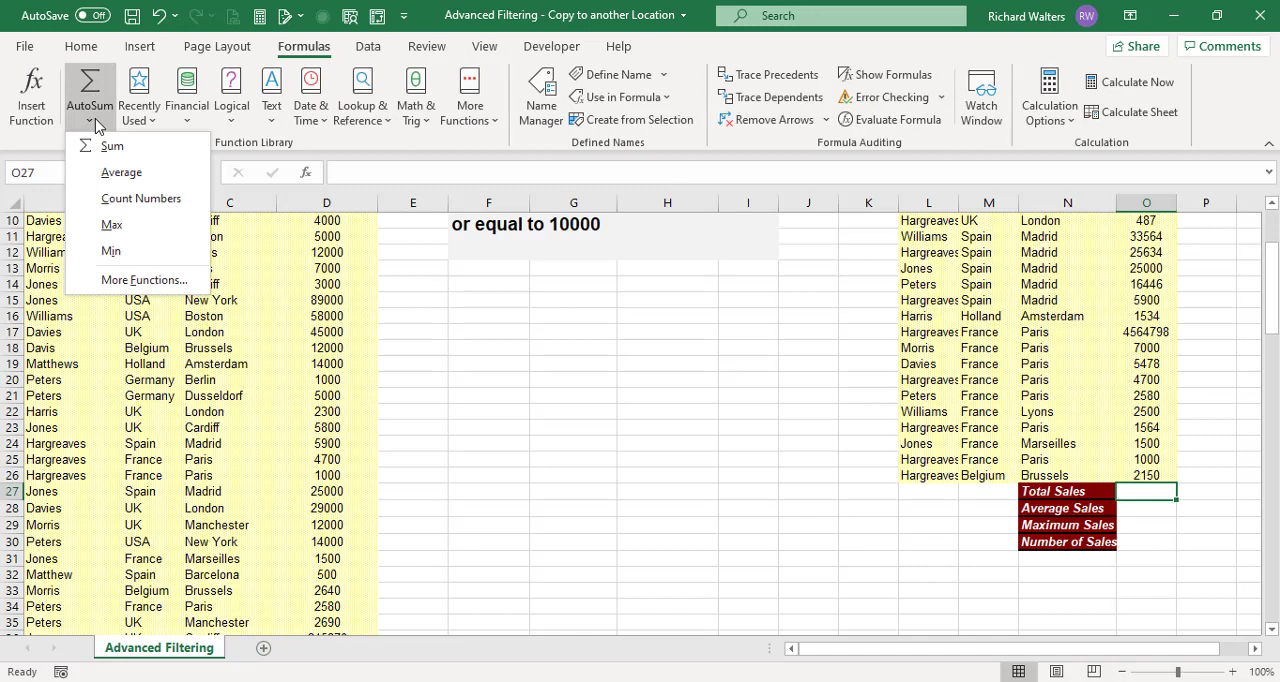 AutoSave Off Advanced Filtering - Copy to another Location Search Richard Walters RW
File Home Insert Page Layout Formulas Data Review View Developer Help Share Comments
Insert Function AutoSum Recently Used Financial Logical Text Date & Time Lookup & Reference Math & Trig More Functions
Name Manager Define Name Use in Formula Create from Selection
Trace Precedents Trace Dependents Remove Arrows Show Formulas Error Checking Evaluate Formula Watch Window
Calculation Options Calculate Now Calculate Sheet
Function Library Defined Names Formula Auditing Calculation
Sum
Average
Count Numbers
Max
Min
More Functions...
O27 fx
C D E F G H I J K L M N O P
10 Davies 4000 or equal to 10000 Hargreaves UK London 487
11 5000 Williams Spain Madrid 33564
12 12000 Hargreaves Spain Madrid 25634
13 Morris 7000 Jones Spain Madrid 25000
14 Jones 3000 Peters Spain Madrid 16446
15 Jones USA New York 89000 Hargreaves Spain Madrid 5900
16 Williams USA Boston 58000 Harris Holland Amsterdam 1534
17 Davies UK London 45000 Hargreaves France Paris 4564798
18 Davis Belgium Brussels 12000 Morris France Paris 7000
19 Matthews Holland Amsterdam 14000 Davies France Paris 5478
20 Peters Germany Berlin 1000 Hargreaves France Paris 4700
21 Peters Germany Dusseldorf 5000 Peters France Paris 2580
22 Harris UK London 2300 Williams France Lyons 2500
23 Jones UK Cardiff 5800 Hargreaves France Paris 1564
24 Hargreaves Spain Madrid 5900 Jones France Marseilles 1500
25 Hargreaves France Paris 4700 Hargreaves France Paris 1000
26 Hargreaves France Paris 1000 Hargreaves Belgium Brussels 2150
27 Jones Spain Madrid 25000 Total Sales
28 Davies UK London 29000 Average Sales
29 Morris UK Manchester 12000 Maximum Sales
30 Peters USA New York 14000 Number of Sales
31 Jones France Marseilles 1500
32 Matthew Spain Barcelona 500
33 Morris Belgium Brussels 2640
34 Peters France Paris 2580
35 Peters UK Manchester 2690
Advanced Filtering
Ready 100%